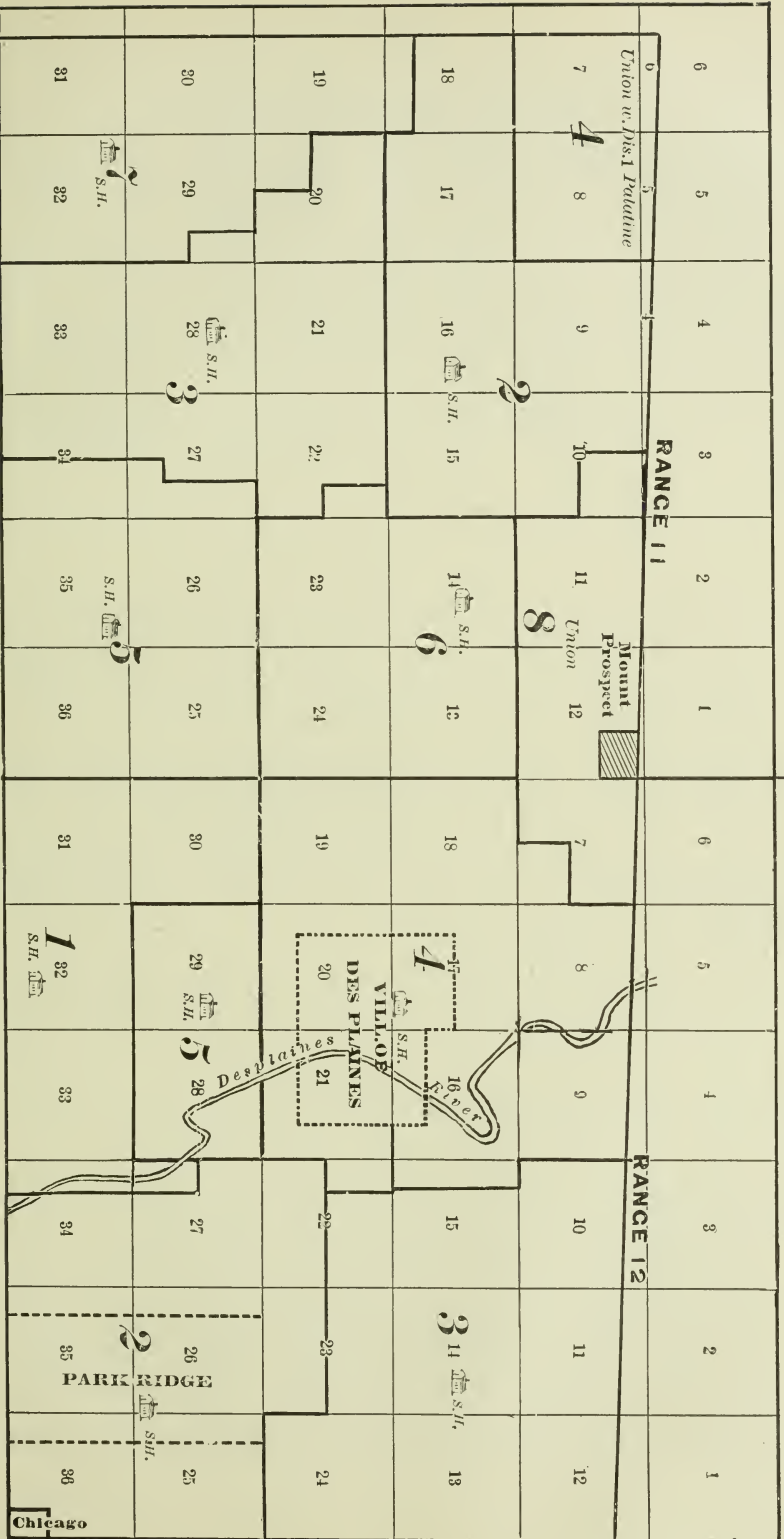 6 5 4 3 2 1 6 5 4 3 2 1
RANGE 11
RANGE 12
6 5 4
Union w. Dis.1 Palatine
Mount
Prospect
4
Union
7 8 9 10 11 12 7 8 9 10 11 12
2
8
S.H.
S.H.
S.H.
18 17 16 15 14 13 18 17 16 15 14 13
6
4
3
S.H.
River
VILL.OF
DES PLAINES
19 20 21 22 23 24 19 20 21 22 23 24
Desplaines
S.H.
S.H.
30 29 28 27 26 25 30 29 28 27 26 25
3
5
7
5
2
PARK RIDGE
S.H.
S.H.
S.H.
31 32 33 34 35 36 31 32 33 34 35 36
1
S.H.
Chicago